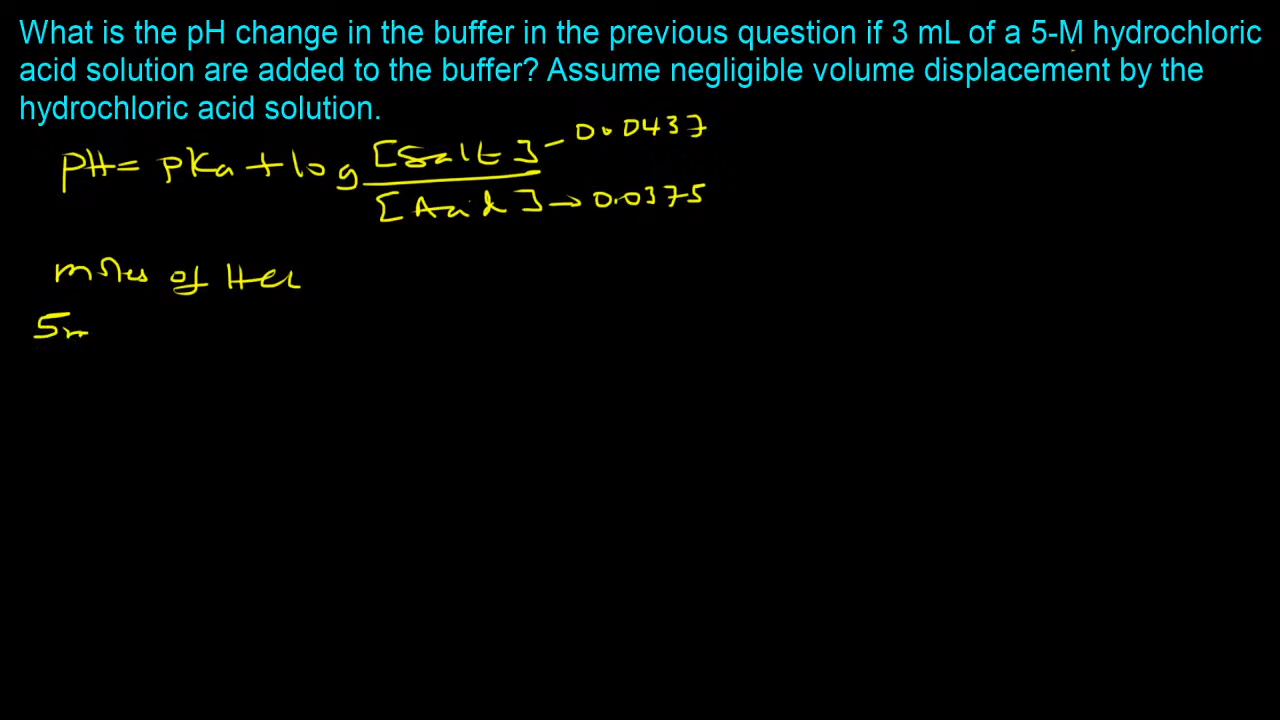 What is the pH change in the buffer in the previous question if 3 mL of a 5-M hydrochloric
acid solution are added to the buffer? Assume negligible volume displacement by the
hydrochloric acid solution.
pH = pKa + log [Salt] – 0.0437
[Acid] → 0.0375
moles of HCl
5m